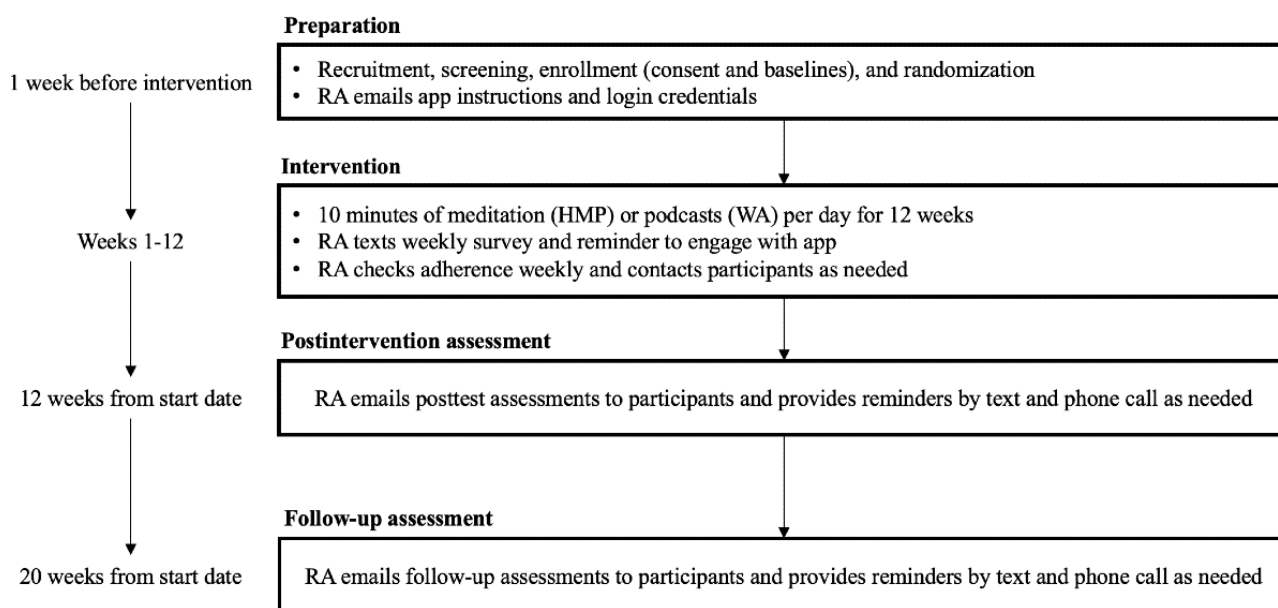 Preparation
1 week before intervention
• Recruitment, screening, enrollment (consent and baselines), and randomization
• RA emails app instructions and login credentials
Intervention
Weeks 1-12
• 10 minutes of meditation (HMP) or podcasts (WA) per day for 12 weeks
• RA texts weekly survey and reminder to engage with app
• RA checks adherence weekly and contacts participants as needed
Postintervention assessment
12 weeks from start date
RA emails posttest assessments to participants and provides reminders by text and phone call as needed
Follow-up assessment
20 weeks from start date
RA emails follow-up assessments to participants and provides reminders by text and phone call as needed